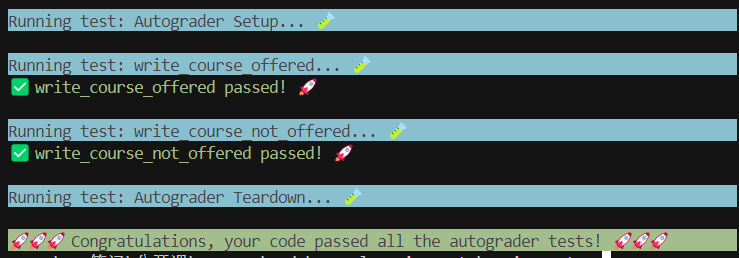 Running test: Autograder Setup...
Running test: write_course_offered...
write_course_offered passed!
Running test: write_course_not_offered...
write_course_not_offered passed!
Running test: Autograder Teardown...
Congratulations, your code passed all the autograder tests!